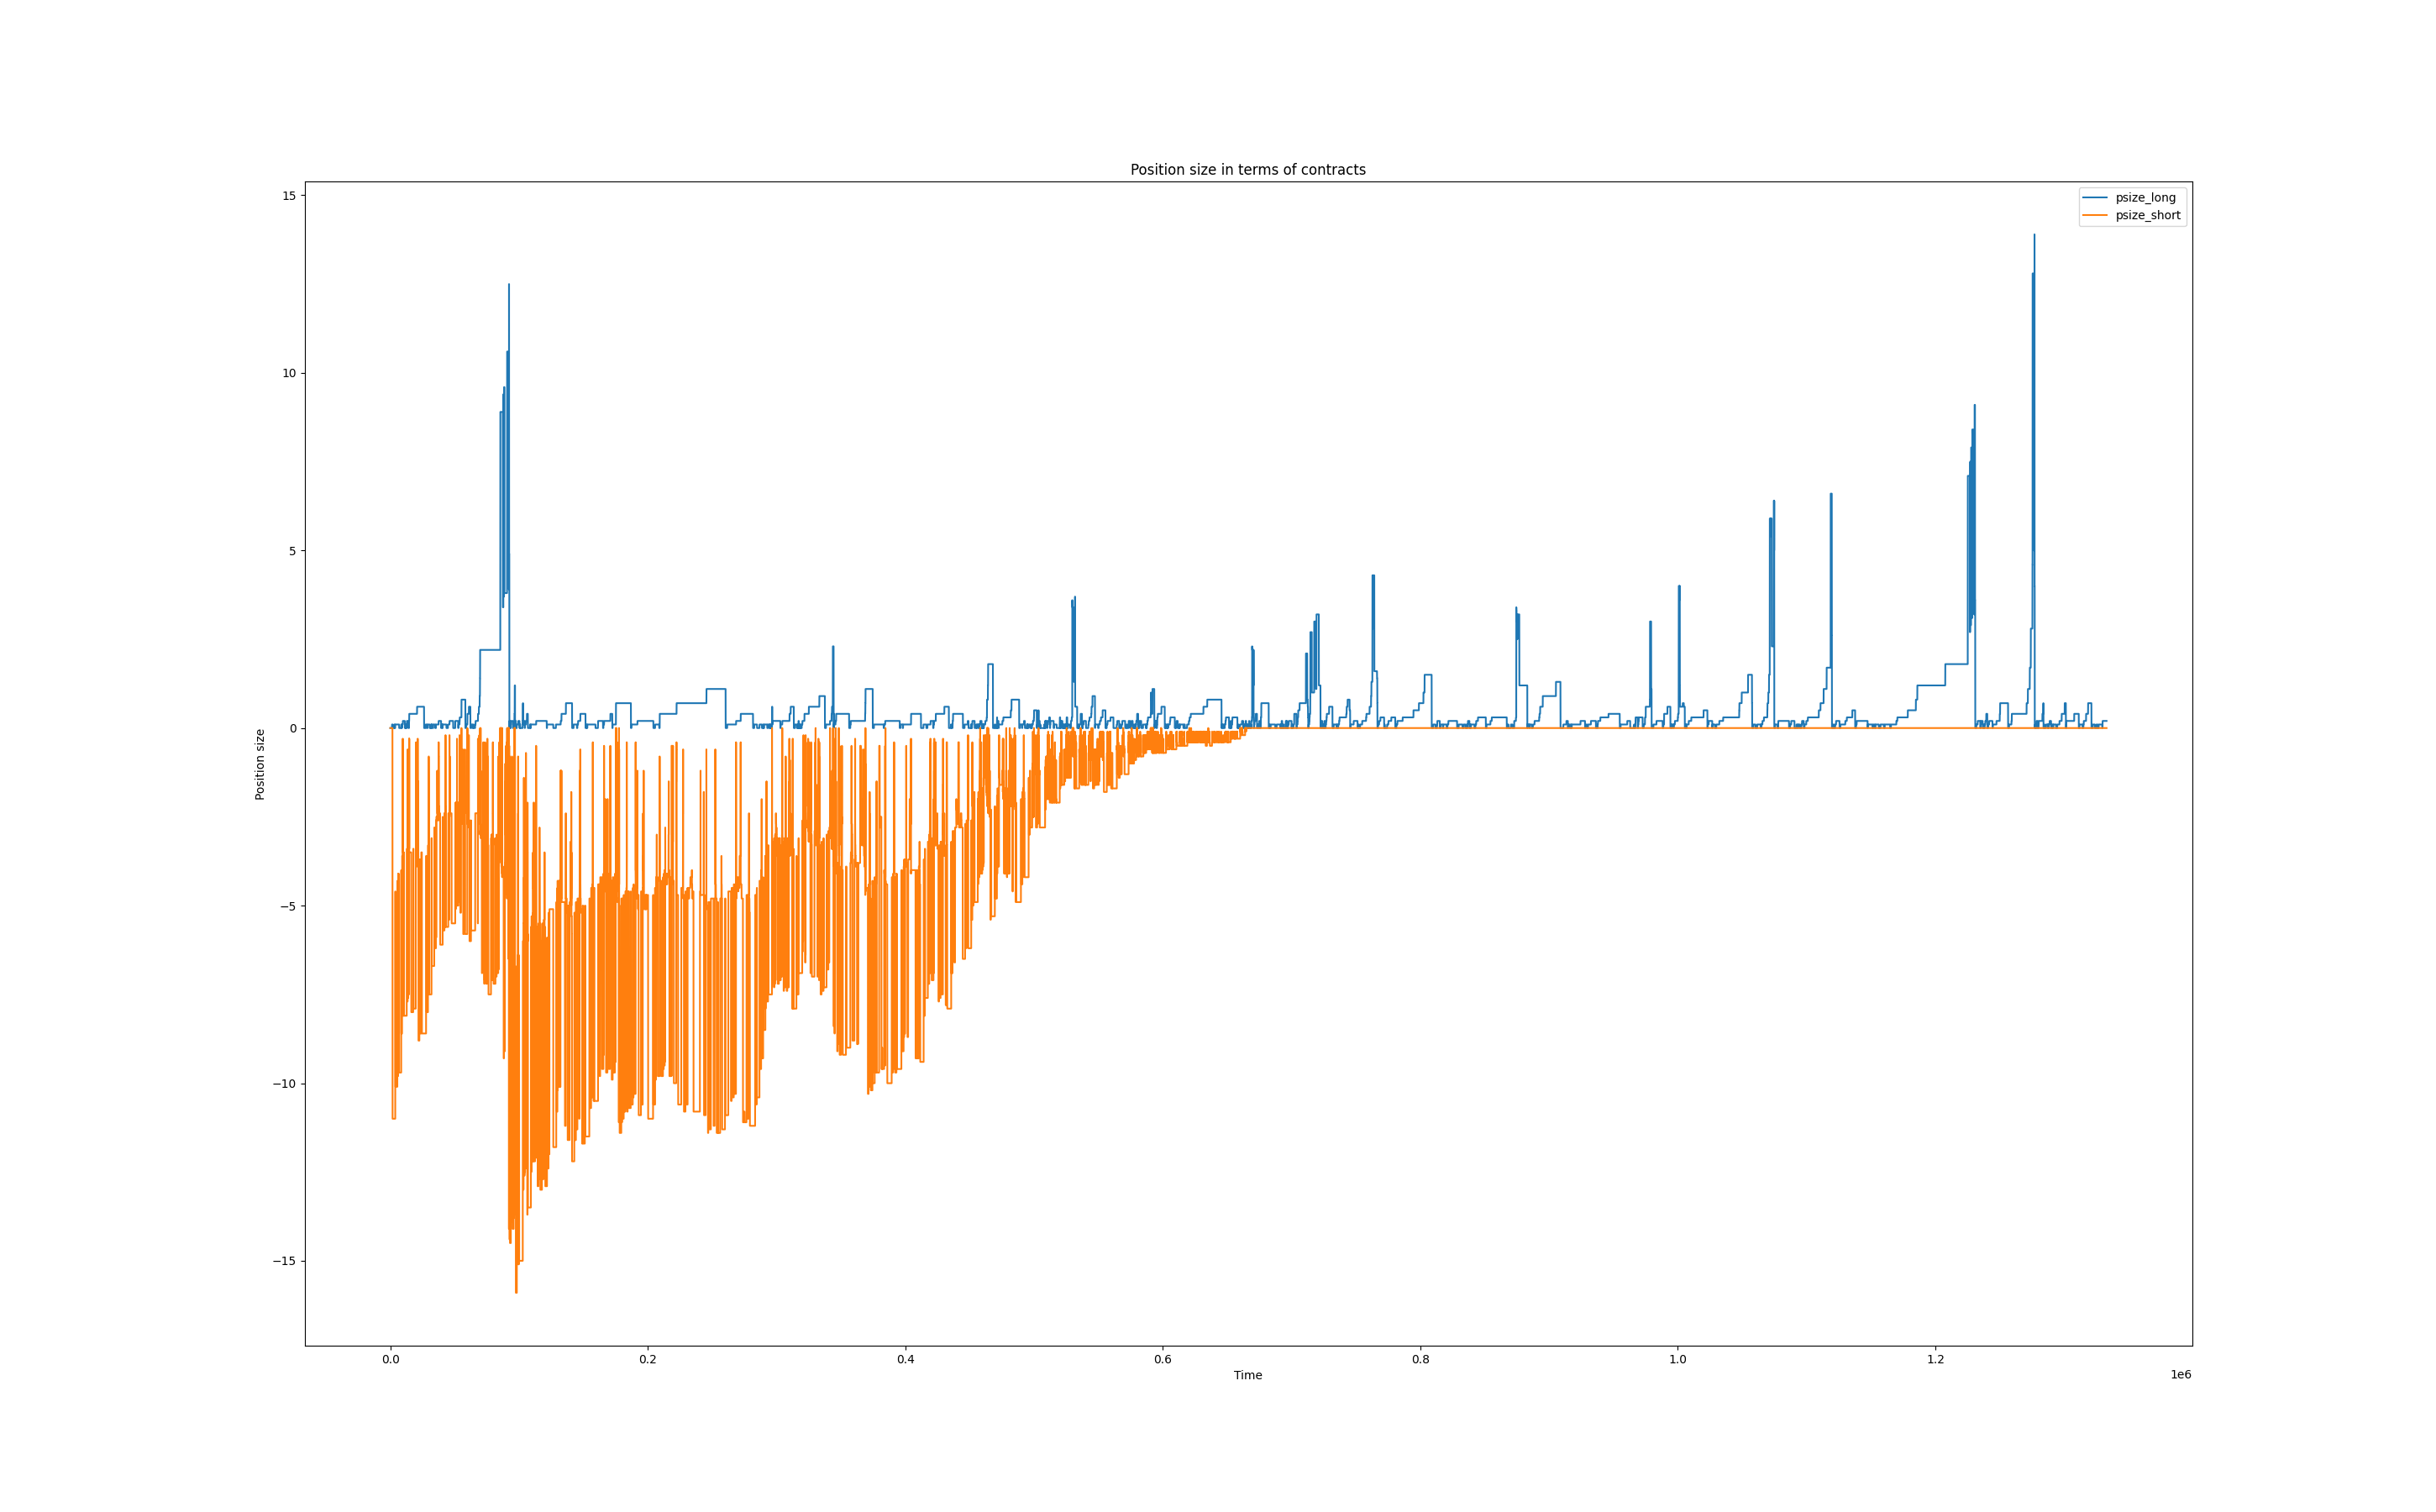 Position size in terms of contracts
psize_long
psize_short
15
10
5
0
−5
−10
−15
Position size
0.0 0.2 0.4 0.6 0.8 1.0 1.2
1e6
Time